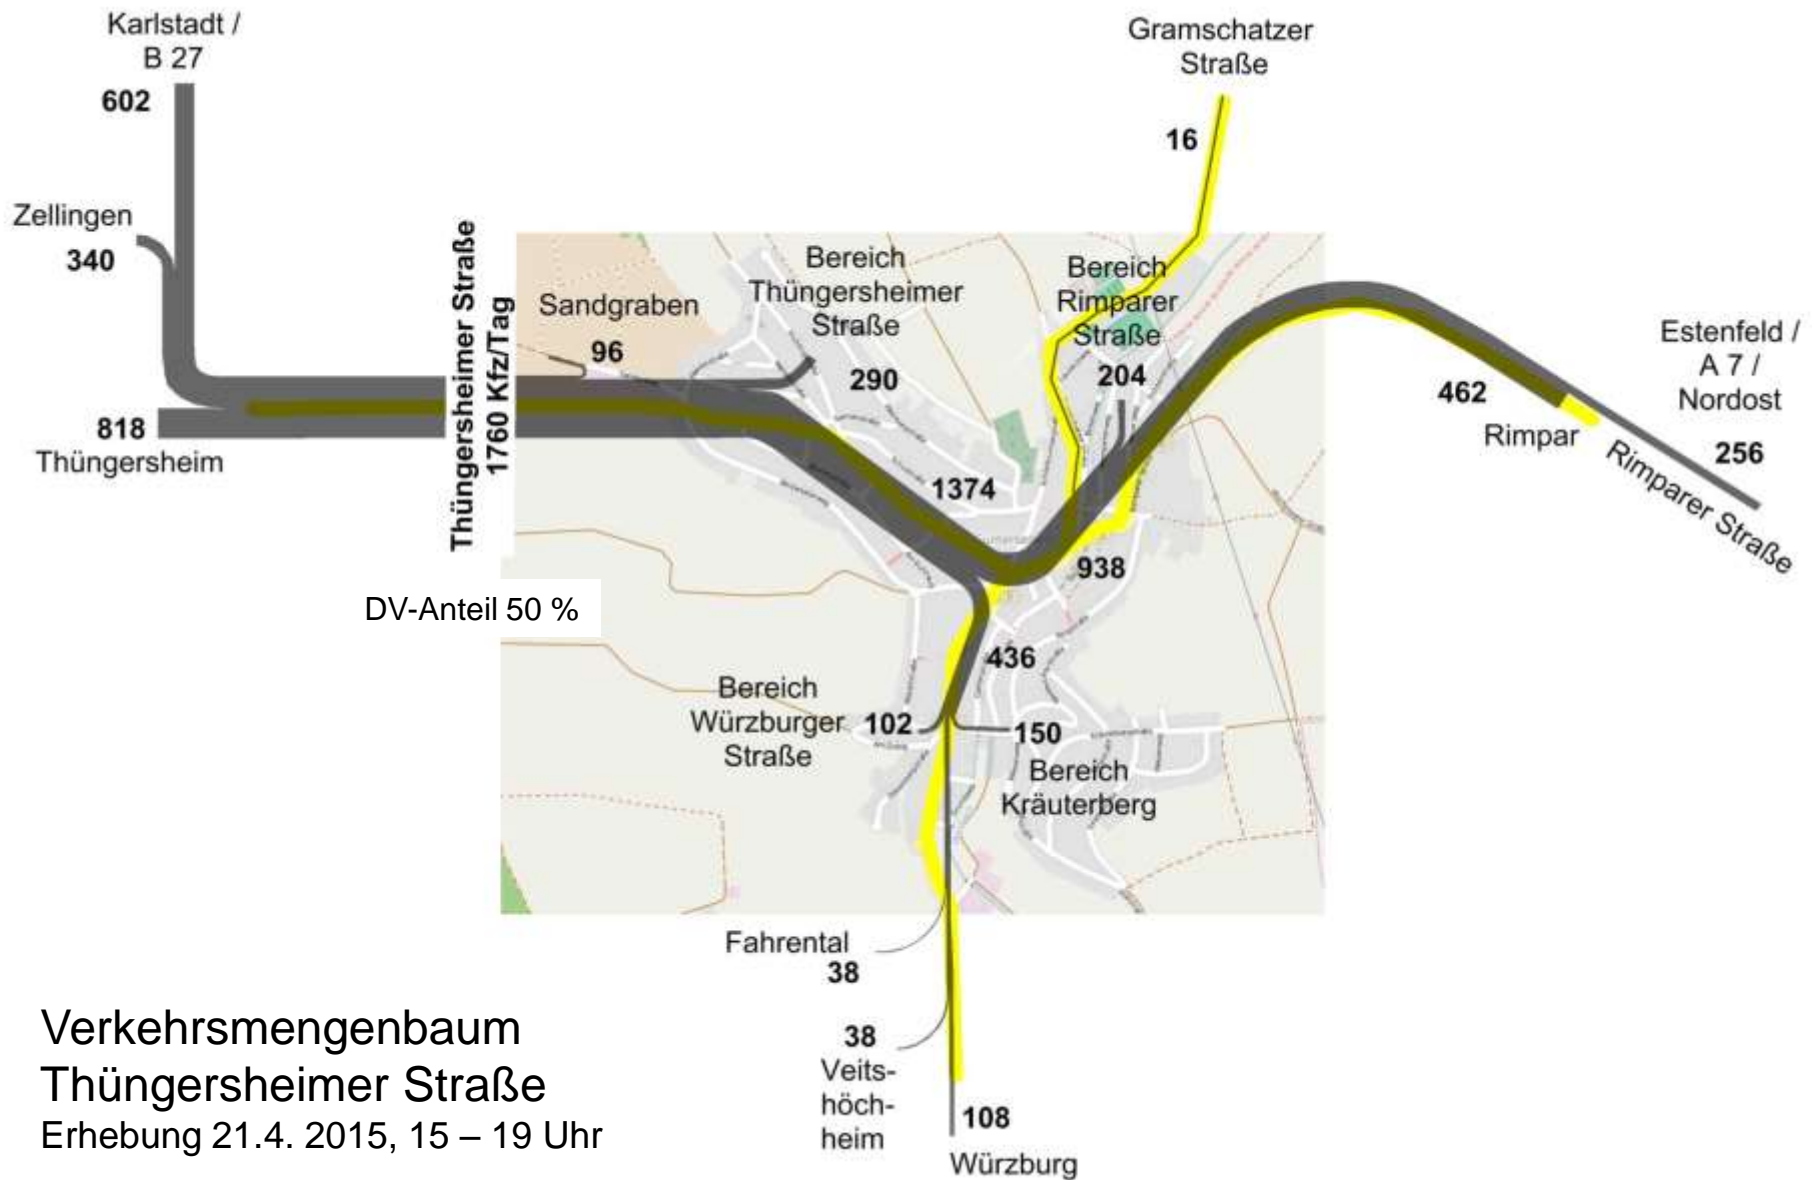 Karlstadt /
B 27
602
Gramschatzer
Straße
16
Zellingen
340
Thüngersheimer Straße
1760 Kfz/Tag
Sandgraben
96
Bereich
Thüngersheimer
Straße
290
Bereich
Rimparer
Straße
204
Estenfeld /
A 7 /
Nordost
256
462
Rimpar
Rimparer Straße
818
Thüngersheim
1374
938
DV-Anteil 50 %
436
Bereich
Würzburger
Straße
102
150
Bereich
Kräuterberg
Fahrental
38
38
Veits-
höch-
heim
108
Würzburg
Verkehrsmengenbaum
Thüngersheimer Straße
Erhebung 21.4. 2015, 15 – 19 Uhr